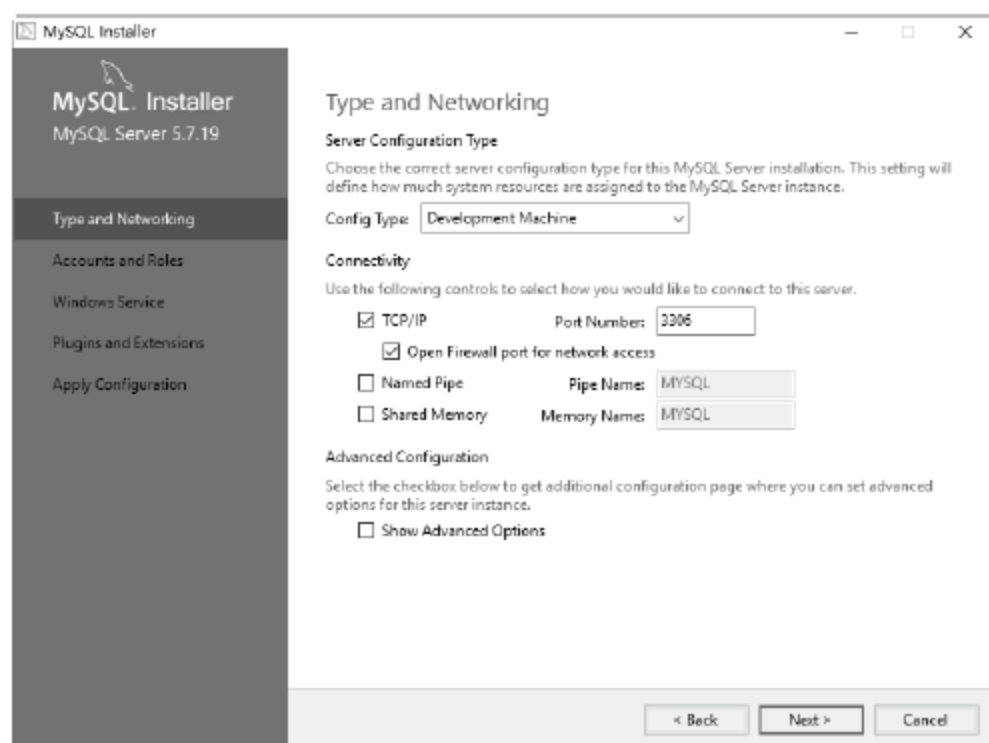 MySQL Installer
MySQL. Installer
MySQL Server 5.7.19
Type and Networking
Accounts and Roles
Windows Service
Plugins and Extensions
Apply Configuration
Type and Networking
Server Configuration Type
Choose the correct server configuration type for this MySQL Server installation. This setting will
define how much system resources are assigned to the MySQL Server instance.
Config Type: Development Machine
Connectivity
Use the following controls to select how you would like to connect to this server.
TCP/IP Port Number: 3306
Open Firewall port for network access
Named Pipe Pipe Name: MYSQL
Shared Memory Memory Name: MYSQL
Advanced Configuration
Select the checkbox below to get additional configuration page where you can set advanced
options for this server instance.
Show Advanced Options
< Back Next > Cancel